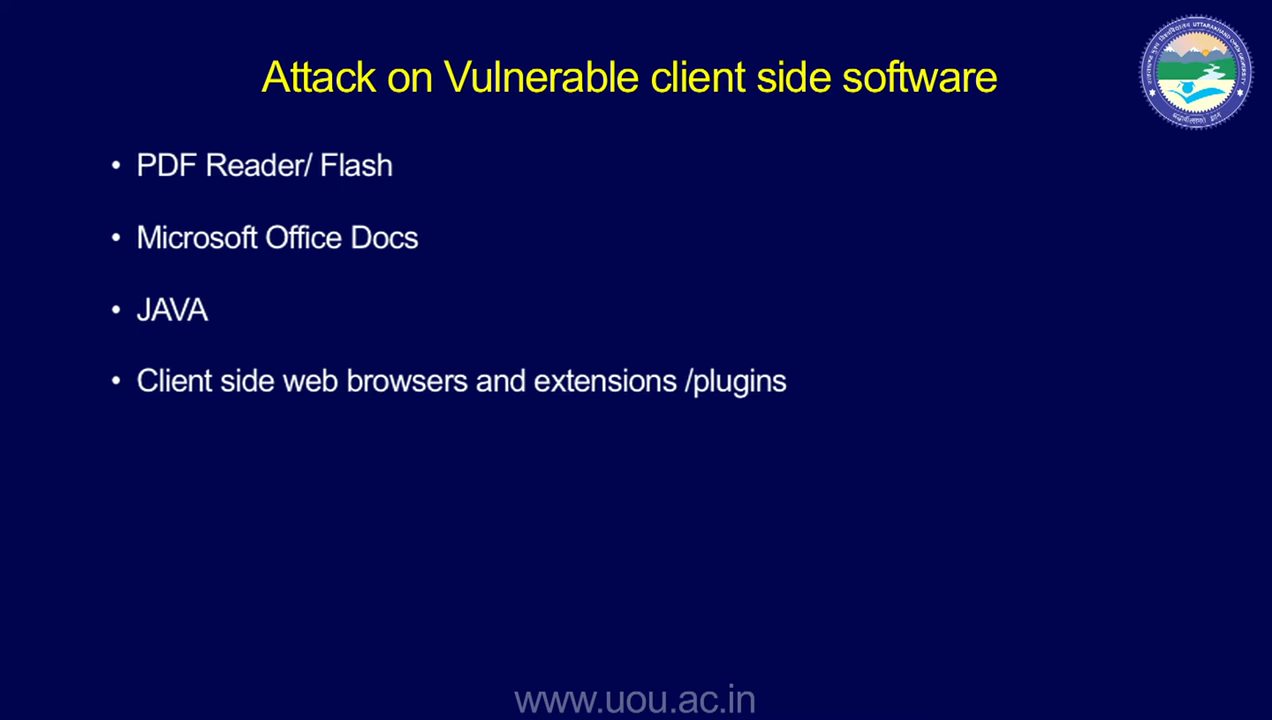 Attack on Vulnerable client side software
• PDF Reader/ Flash
• Microsoft Office Docs
• JAVA
• Client side web browsers and extensions /plugins
www.uou.ac.in